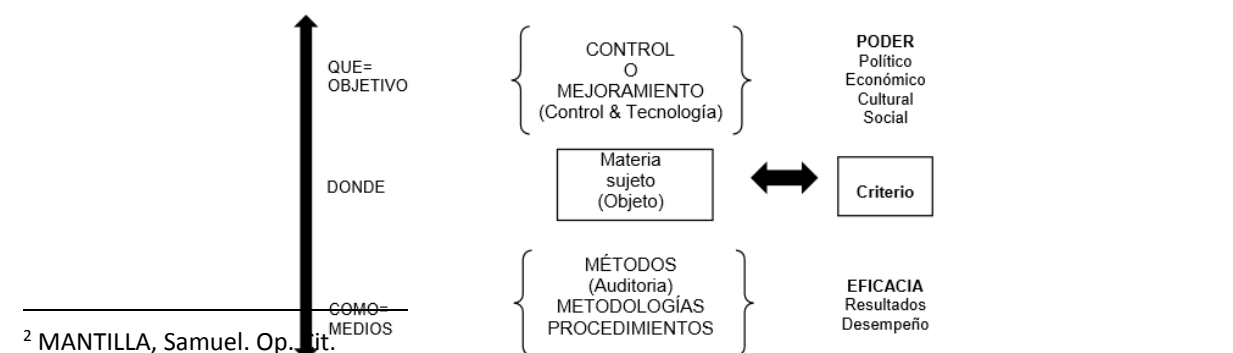 QUE=
OBJETIVO
CONTROL
O
MEJORAMIENTO
(Control & Tecnología)
PODER
Político
Económico
Cultural
Social
DONDE
Materia
sujeto
(Objeto)
Criterio
COMO=
MEDIOS
MÉTODOS
(Auditoria)
METODOLOGÍAS
PROCEDIMIENTOS
EFICACIA
Resultados
Desempeño
2 MANTILLA, Samuel. Op. Cit.